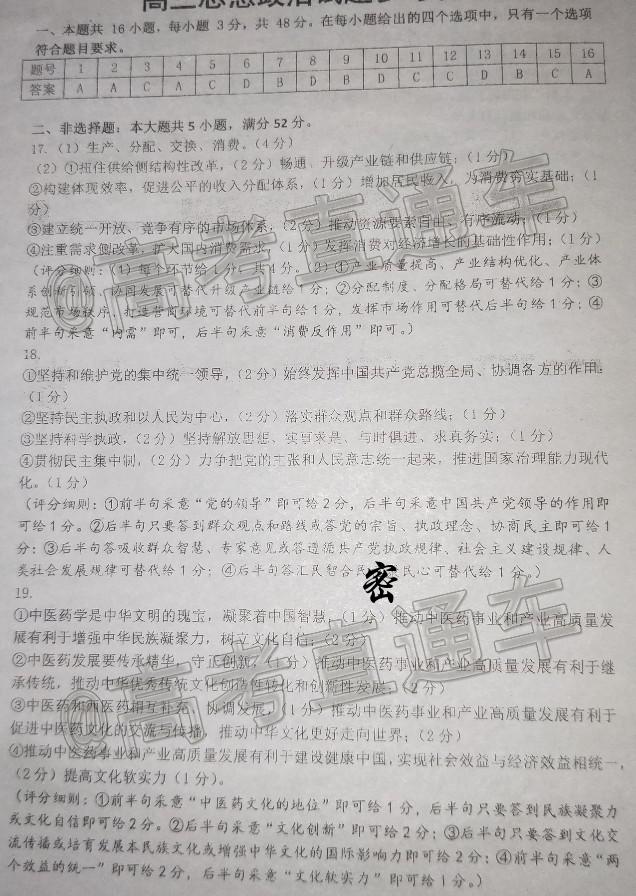 高三思想政治试题参
一、本题共 16 小题，每小题 3 分，共 48 分。在每小题给出的四个选项中，只有一个选项
符合题目要求。
题号 1 2 3 4 5 6 7 8 9 10 11 12 13 14 15 16
答案 A A C A C D B D B D C C D B C A
二、非选择题：本大题共 5 小题，满分 52 分。
17.（1）生产、分配、交换、消费。（4 分）
（2）①扭住供给侧结构性改革，（2 分）畅通、升级产业链和供应链；（1 分）
②构建体现效率，促进公平的收入分配体系，（1 分）增加居民收入，为消费夯实基础；（1
分）
③建立统一开放、竞争有序的市场体系，（2 分）推动资源要素自由、有序流动；（1 分）
④注重需求侧改革，扩大国内消费需求，（1 分）发挥消费对经济增长的基础性作用；（1 分）
（评分细则：（1）每个环节给 1 分，共 4 分。（2）①产业质量提高、产业结构优化、产业体
系创新引领、协同发展可替代升级产业链给 1 分；②分配制度、分配格局可替代给 1 分；③
规范市场秩序、打造营商环境可替代前半句给 1 分，发挥市场作用可替代后半句给 1 分；④
前半句采意“内需”即可，后半句采意“消费反作用”即可。）
18.
①坚持和维护党的集中统一领导，（2 分）始终发挥中国共产党总揽全局、协调各方的作用；
（1 分）
②坚持民主执政和以人民为中心，（2 分）落实群众观点和群众路线；（1 分）
③坚持科学执政，（2 分）坚持解放思想、实事求是、与时俱进、求真务实；（1 分）
④贯彻民主集中制，（2 分）力争把党的主张和人民意志统一起来，推进国家治理能力现代
化。（1 分）
（评分细则：①前半句采意“党的领导”即可给 2 分，后半句采意中国共产党领导的作用即
可给 1 分。②后半句只要答到群众观点和路线或答党的宗旨、执政理念、协商民主即可给 1
分；③后半句答吸收群众智慧、专家意见或答遵循共产党执政规律、社会主义建设规律、人
类社会发展规律可替代给 1 分；④后半句答汇民智合民 民心可替代给 1 分。）
密
19.
①中医药学是中华文明的瑰宝，凝聚着中国智慧，（1 分）推动中医药事业和产业高质量发
展有利于增强中华民族凝聚力，树立文化自信；（2 分）
②中医药发展要传承精华，守正创新，（1 分）推动中医药事业和产业高质量发展有利于继
承传统，推动中华优秀传统文化创造性转化和创新性发展；（2 分）
③中医药和西医药相互补充、协调发展，（1 分）推动中医药事业和产业高质量发展有利于
促进中医药文化的交流与传播，推动中华文化更好走向世界；（2 分）
④推动中医药事业和产业高质量发展有利于建设健康中国，实现社会效益与经济效益相统一，
（2 分）提高文化软实力（1 分）。
（评分细则：①前半句采意“中医药文化的地位”即可给 1 分，后半句只要答到民族凝聚力
或文化自信即可给 2 分。②后半句采意“文化创新”即可给 2 分；③后半句只要答到文化交
流传播或培育发展本民族文化或增强中华文化的国际影响力即可给 2 分；④前半句采意“两
个效益的统一”即可给 2 分，后半句采意“文化软实力”即可给 1 分。）
@高考直通车
@高考直通车